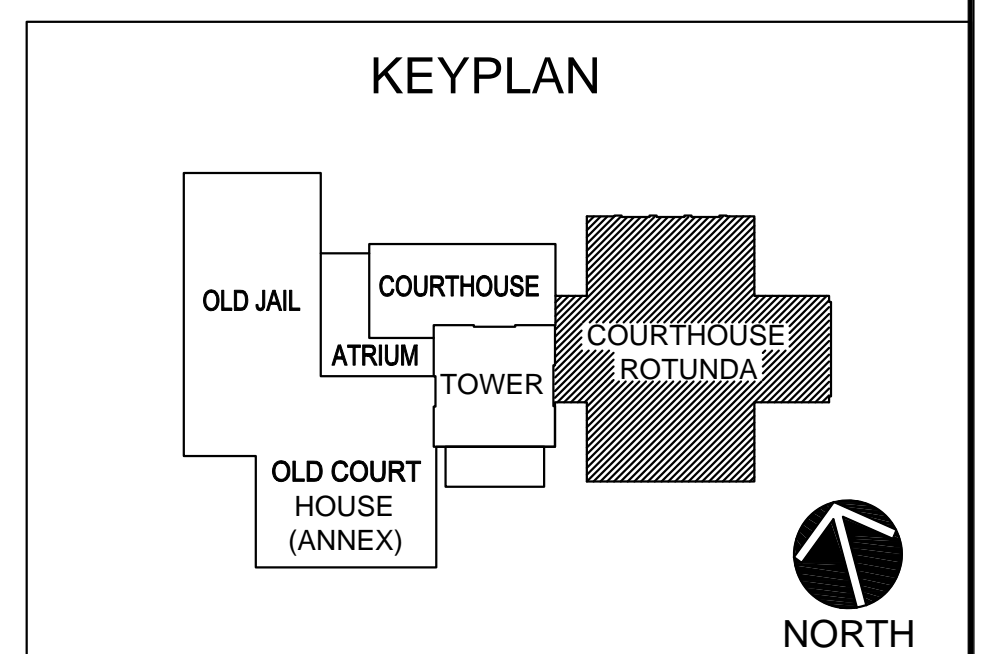 KEYPLAN
OLD JAIL
COURTHOUSE
ATRIUM
TOWER
COURTHOUSE
ROTUNDA
OLD COURT
HOUSE
(ANNEX)
NORTH